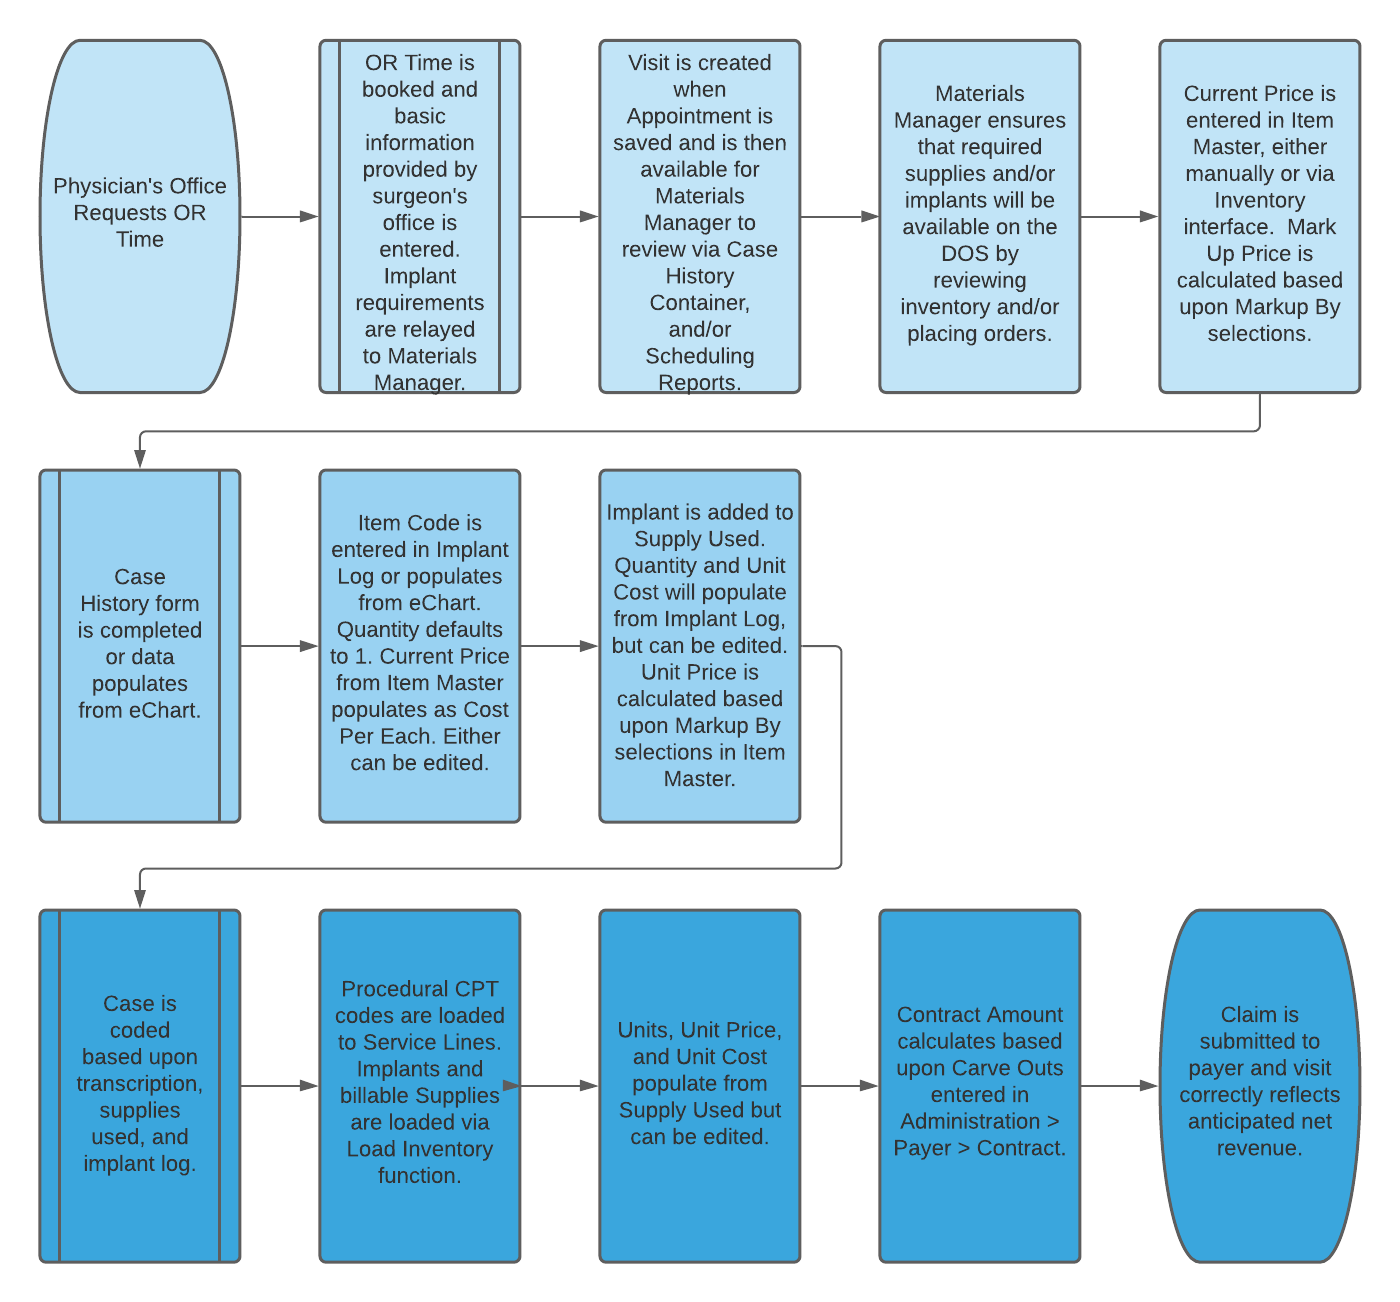 Physician's Office
Requests OR
Time
OR Time is
booked and
basic
information
provided by
surgeon's
office is
entered.
Implant
requirements
are relayed
to Materials
Manager.
Visit is created
when
Appointment is
saved and is then
available for
Materials
Manager to
review via Case
History
Container,
and/or
Scheduling
Reports.
Materials
Manager ensures
that required
supplies and/or
implants will be
available on the
DOS by
reviewing
inventory and/or
placing orders.
Current Price is
entered in Item
Master, either
manually or via
Inventory
interface.  Mark
Up Price is
calculated based
upon Markup By
selections.
Case
History form
is completed
or data
populates
from eChart.
Item Code is
entered in Implant
Log or populates
from eChart.
Quantity defaults
to 1. Current Price
from Item Master
populates as Cost
Per Each. Either
can be edited.
Implant is added to
Supply Used.
Quantity and Unit
Cost will populate
from Implant Log,
but can be edited.
Unit Price is
calculated based
upon Markup By
selections in Item
Master.
Case is
coded
based upon
transcription,
supplies
used, and
implant log.
Procedural CPT
codes are loaded
to Service Lines.
Implants and
billable Supplies
are loaded via
Load Inventory
function.
Units, Unit Price,
and Unit Cost
populate from
Supply Used but
can be edited.
Contract Amount
calculates based
upon Carve Outs
entered in
Administration >
Payer > Contract.
Claim is
submitted to
payer and visit
correctly reflects
anticipated net
revenue.